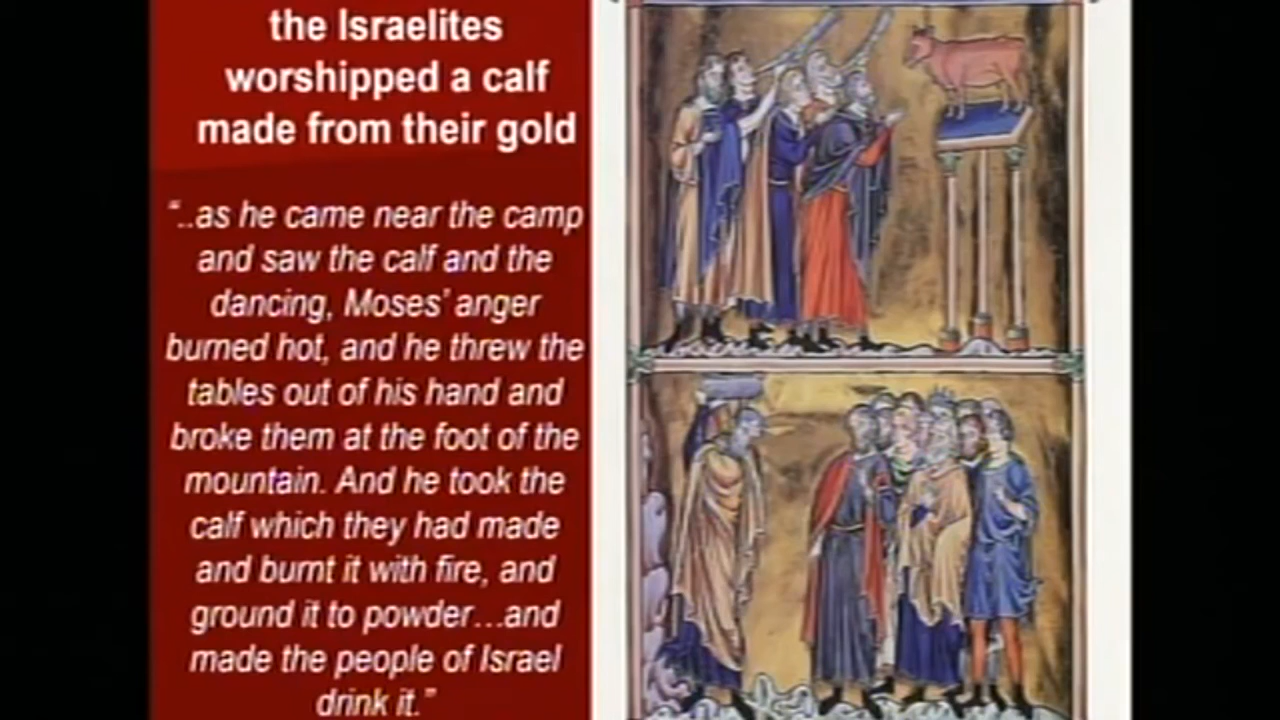 the Israelites
worshipped a calf
made from their gold
“..as he came near the camp
and saw the calf and the
dancing, Moses’ anger
burned hot, and he threw the
tables out of his hand and
broke them at the foot of the
mountain. And he took the
calf which they had made
and burnt it with fire, and
ground it to powder…and
made the people of Israel
drink it.”